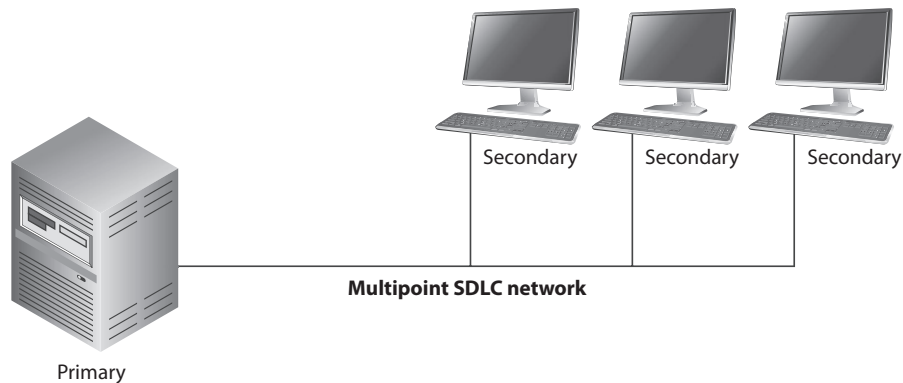 Secondary
Secondary
Secondary
Multipoint SDLC network
Primary